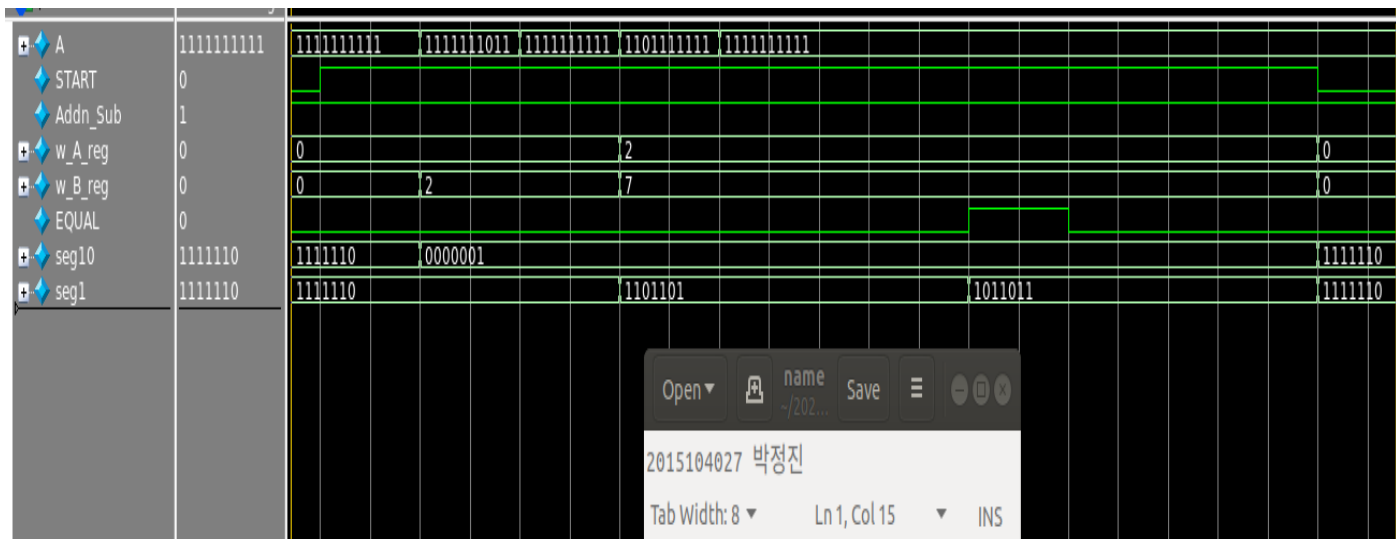 A 1111111111 1111111111 1111111011 1111111111 1101111111 1111111111
START 0
Addn_Sub 1
w_A_reg 0 0 2 0
w_B_reg 0 0 2 7 0
EQUAL 0
seg10 1111110 1111110 0000001 1111110
seg1 1111110 1111110 1101101 1011011 1111110
Open name Save
~/202...
2015104027 박정진
Tab Width: 8 Ln 1, Col 15 INS